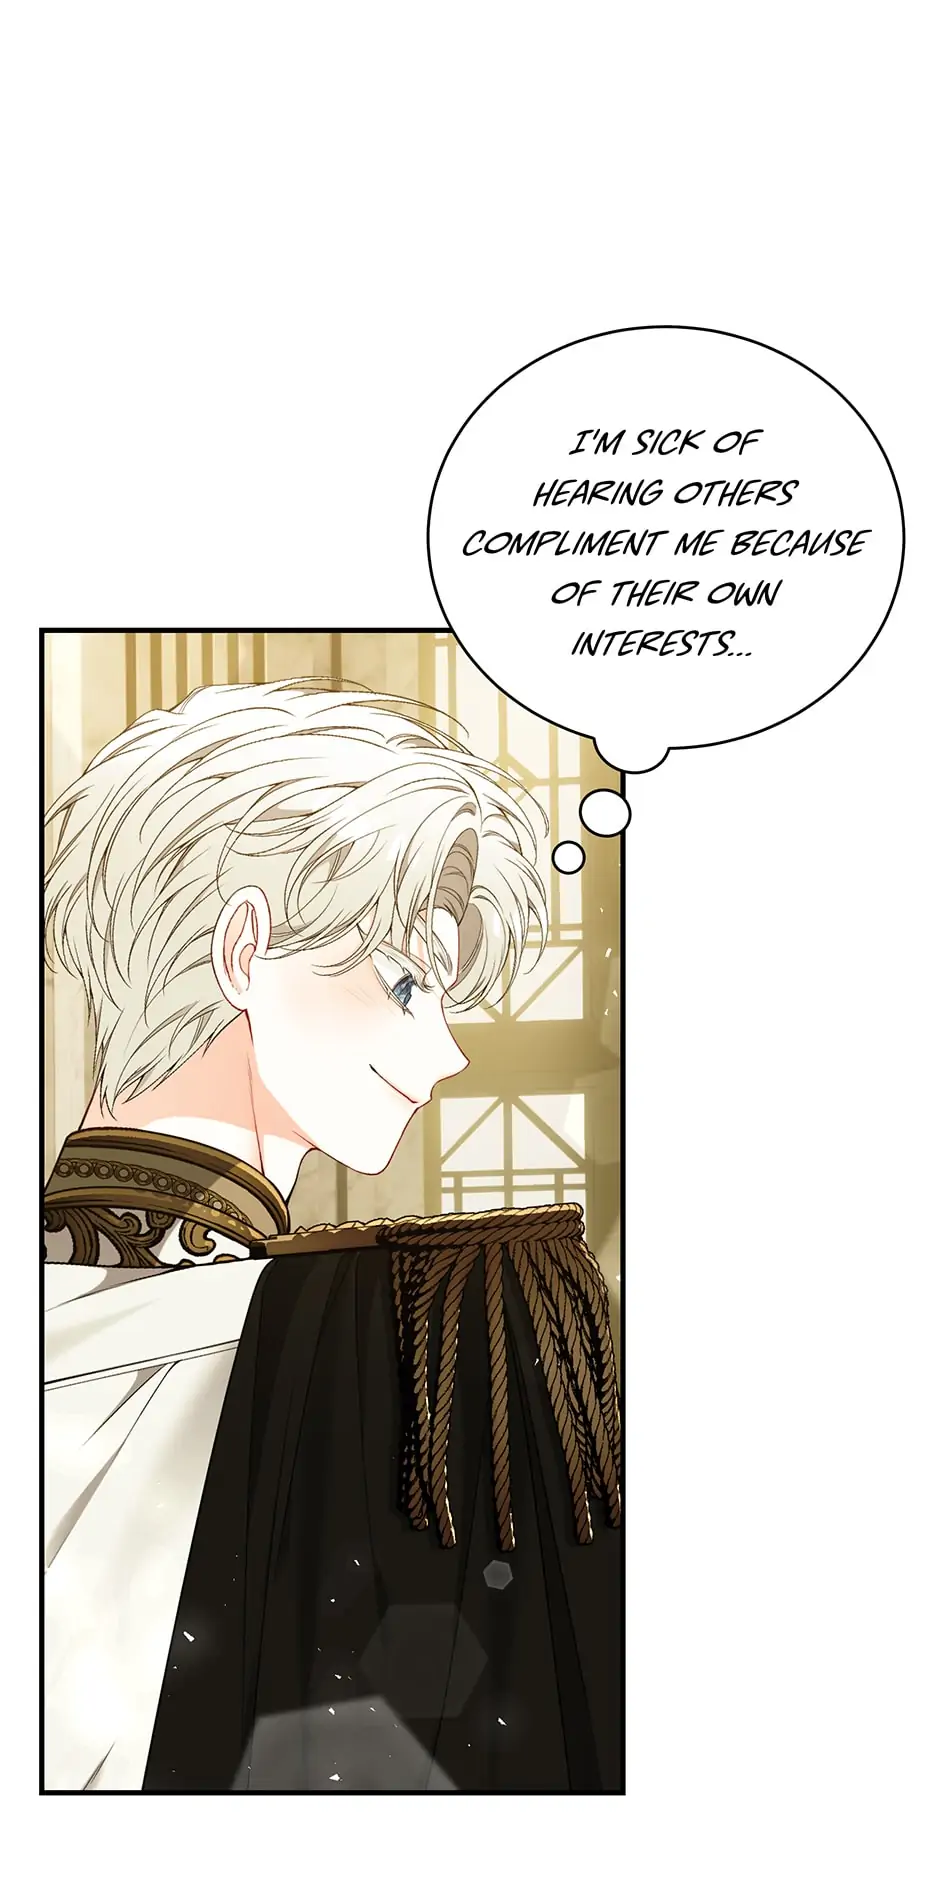 I'M SICK OF
HEARING OTHERS
COMPLIMENT ME BECAUSE
OF THEIR OWN
INTERESTS...